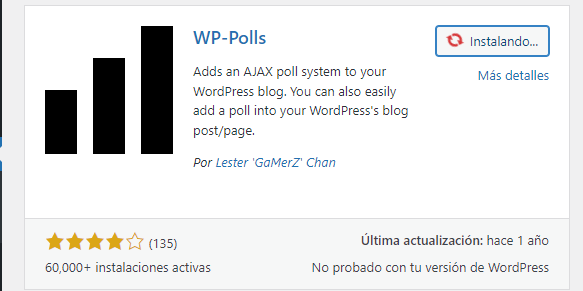 WP-Polls
Instalando...
Más detalles
Adds an AJAX poll system to your
WordPress blog. You can also easily
add a poll into your WordPress's blog
post/page.
Por Lester 'GaMerZ' Chan
(135)
Última actualización: hace 1 año
60,000+ instalaciones activas
No probado con tu versión de WordPress